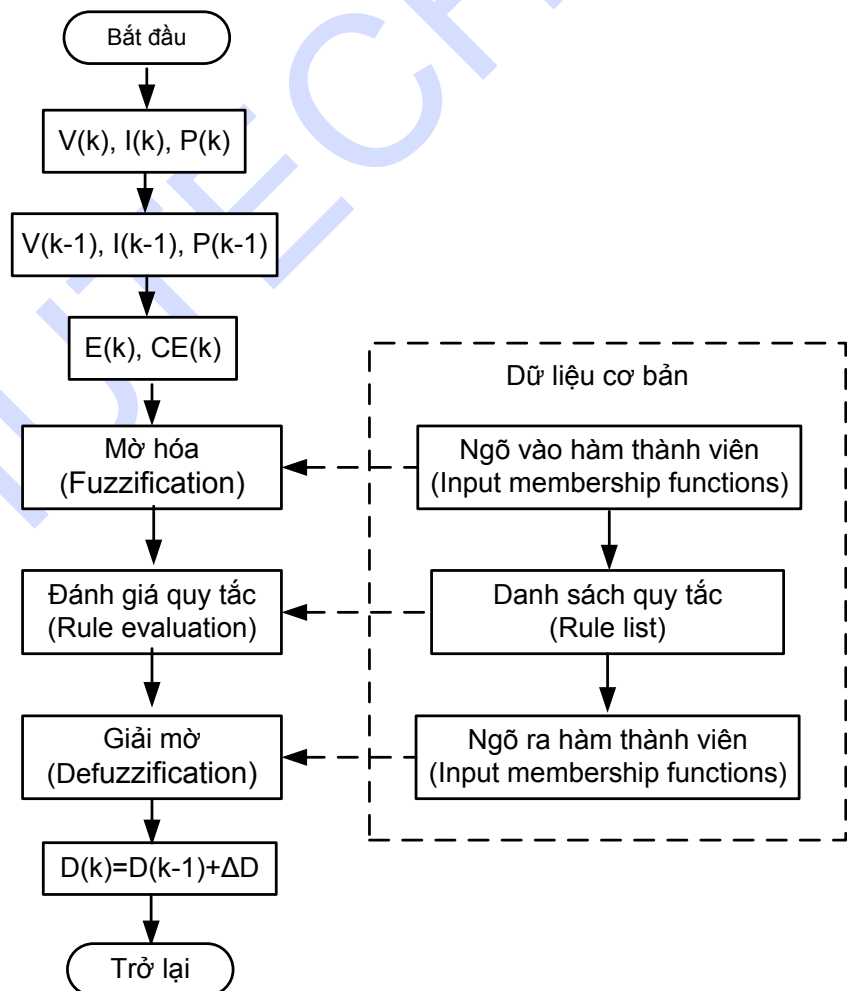 Bắt đầu
V(k), I(k), P(k)
V(k-1), I(k-1), P(k-1)
E(k), CE(k)
Mờ hóa
(Fuzzification)
Đánh giá quy tắc
(Rule evaluation)
Giải mờ
(Defuzzification)
D(k)=D(k-1)+ΔD
Trở lại
Dữ liệu cơ bản
Ngõ vào hàm thành viên
(Input membership functions)
Danh sách quy tắc
(Rule list)
Ngõ ra hàm thành viên
(Input membership functions)